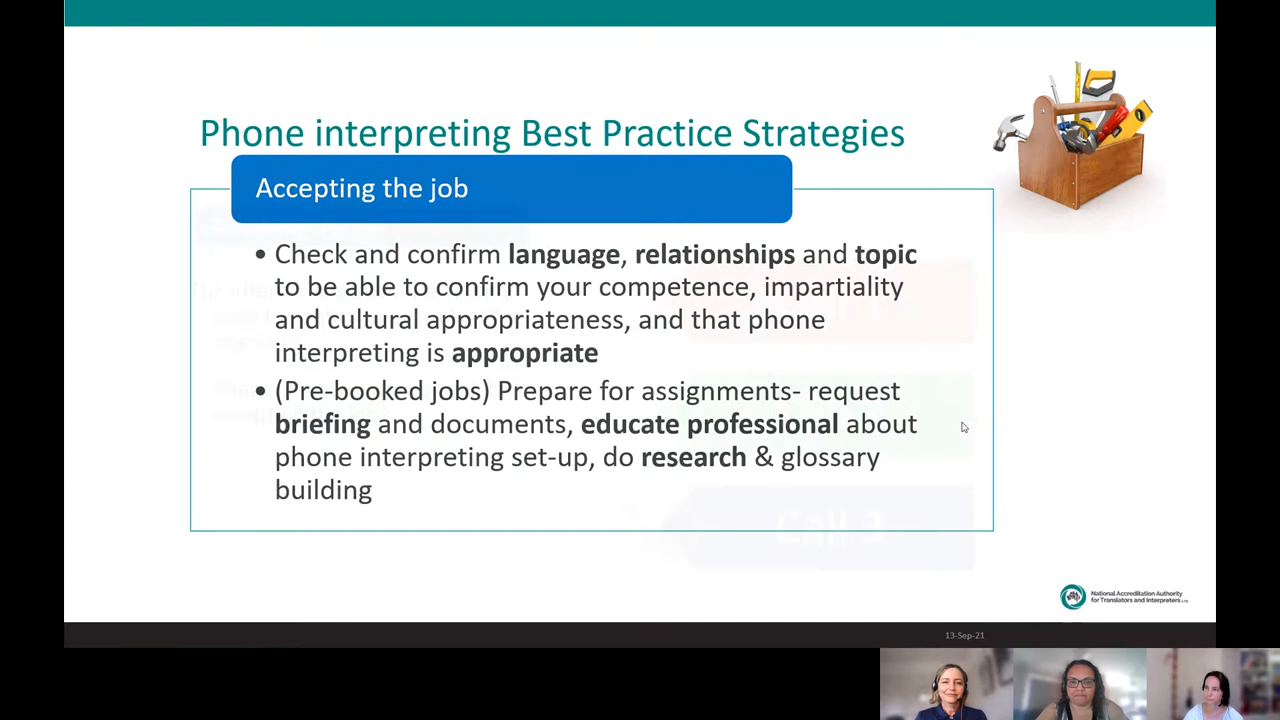 Phone interpreting Best Practice Strategies
Accepting the job
• Check and confirm language, relationships and topic
to be able to confirm your competence, impartiality
and cultural appropriateness, and that phone
interpreting is appropriate
• (Pre-booked jobs) Prepare for assignments- request
briefing and documents, educate professional about
phone interpreting set-up, do research & glossary
building
Call 3
National Accreditation Authority
for Translators and Interpreters LTD
13-Sep-21